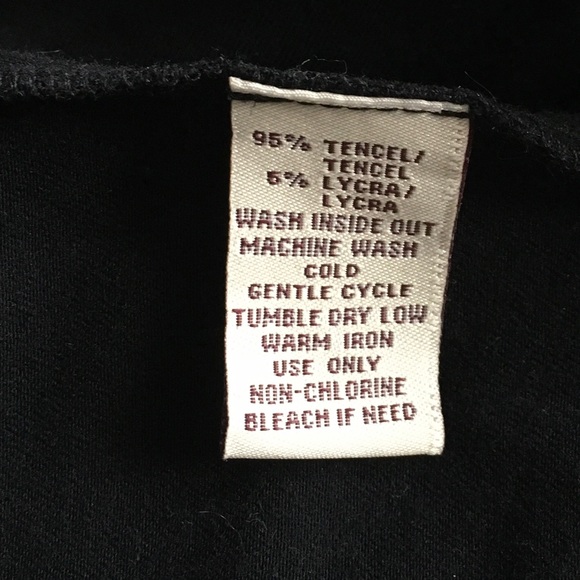 95% TENCEL/
TENCEL
5% LYCRA/
LYCRA
WASH INSIDE OUT
MACHINE WASH
COLD
GENTLE CYCLE
TUMBLE DRY LOW
WARM IRON
USE ONLY
NON-CHLORINE
BLEACH IF NEED